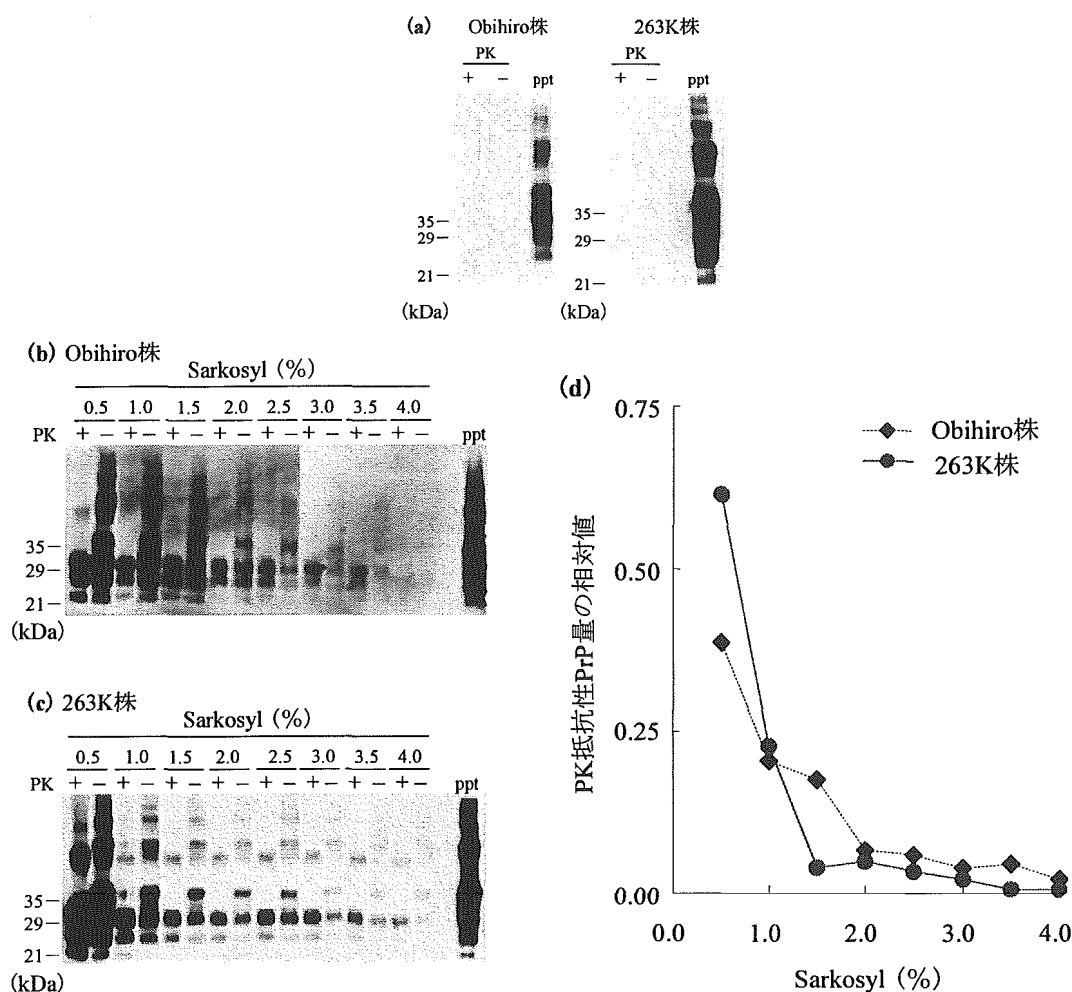 (a) Obihiro株 263K株
PK PK
+ − ppt + − ppt
35−
29−
21−
(kDa)
35−
29−
21−
(kDa)
(b) Obihiro株
Sarkosyl (%)
0.5 1.0 1.5 2.0 2.5 3.0 3.5 4.0
PK + − + − + − + − + − + − + − + − ppt
35−
29−
21−
(kDa)
(c) 263K株
Sarkosyl (%)
0.5 1.0 1.5 2.0 2.5 3.0 3.5 4.0
PK + − + − + − + − + − + − + − + − ppt
35−
29−
21−
(kDa)
(d)
PK抵抗性PrP量の相対値
0.75
0.50
0.25
0.00
Obihiro株
263K株
0.0 1.0 2.0 3.0 4.0
Sarkosyl (%)